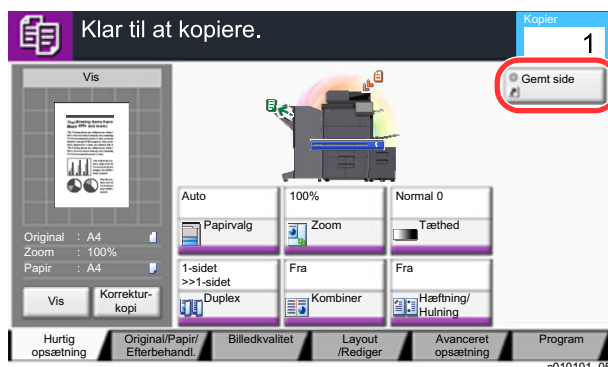 Klar til at kopiere.
Kopier
1
Vis
Gemt side
Original : A4
Zoom : 100%
Papir : A4
Vis
Korrektur-
kopi
Auto
Papirvalg
100%
Zoom
Normal 0
Tæthed
1-sidet
>>1-sidet
Duplex
Fra
Kombiner
Fra
Hæftning/
Hulning
Hurtig
opsætning
Original/Papir/
Efterbehandl.
Billedkvalitet
Layout
/Rediger
Avanceret
opsætning
Program